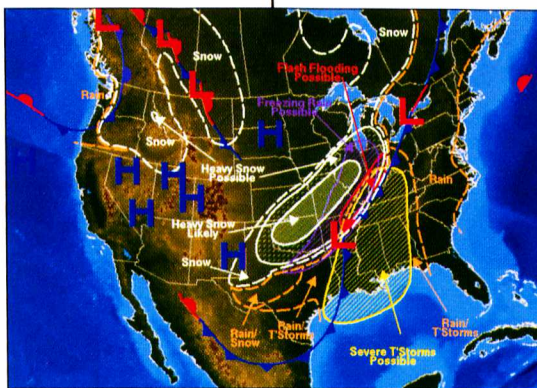 L
L
L
Snow
Snow
Flash Flooding
Possible
Rain
Freezing Rain
Possible
L
H
Snow
H
H
H
H
Heavy Snow
Possible
Rain
Heavy Snow
Likely
L
H
Snow
Rain/
Snow
Rain/
T'Storms
Rain/
T'Storms
Severe T'Storms
Possible